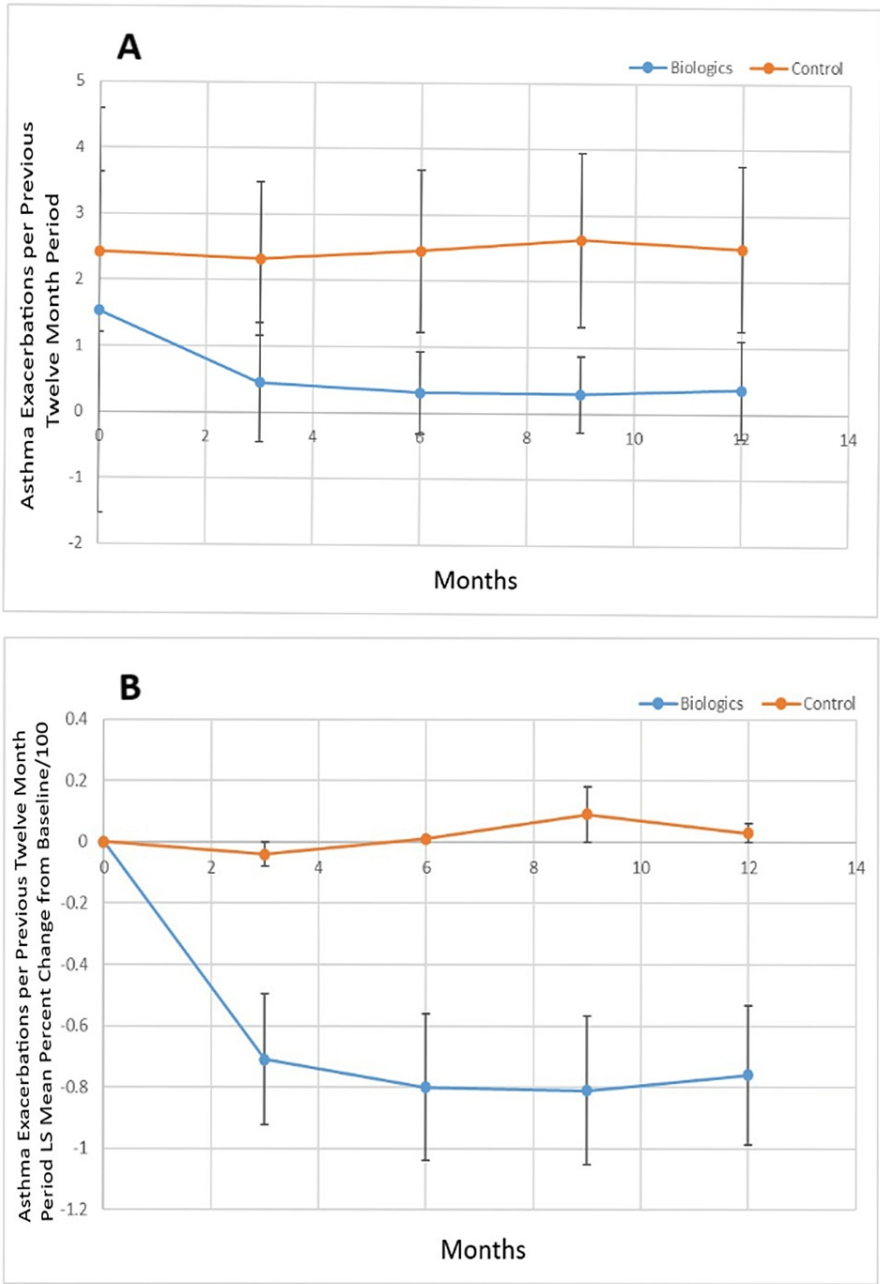 A
Biologics Control
5
4
3
2
1
0
-1
-2
0 2 4 6 8 10 12 14
Asthma Exacerbations per Previous
Twelve Month Period
Months
B
Biologics Control
0.4
0.2
0
-0.2
-0.4
-0.6
-0.8
-1
-1.2
0 2 4 6 8 10 12 14
Asthma Exacerbations per Previous Twelve Month
Period LS Mean Percent Change from Baseline/100
Months